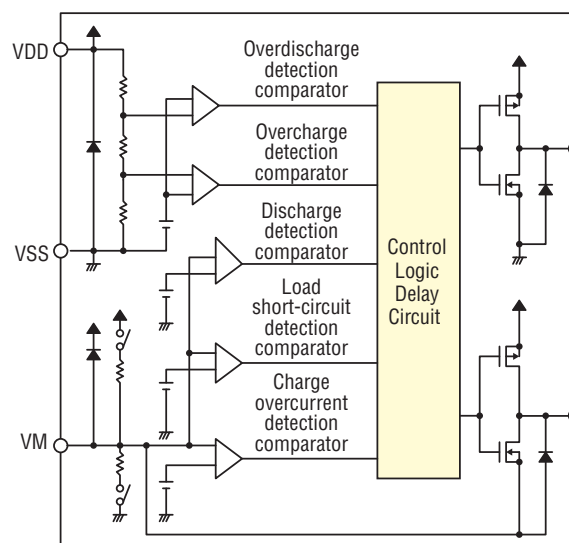 VDD
Overdischarge
detection
comparator
Overcharge
detection
comparator
VSS
Discharge
detection
comparator
Load
short-circuit
detection
comparator
VM
Charge
overcurrent
detection
comparator
Control
Logic
Delay
Circuit